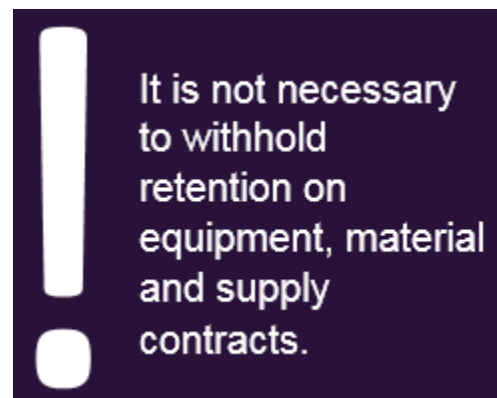 It is not necessary
to withhold
retention on
equipment, material
and supply
contracts.